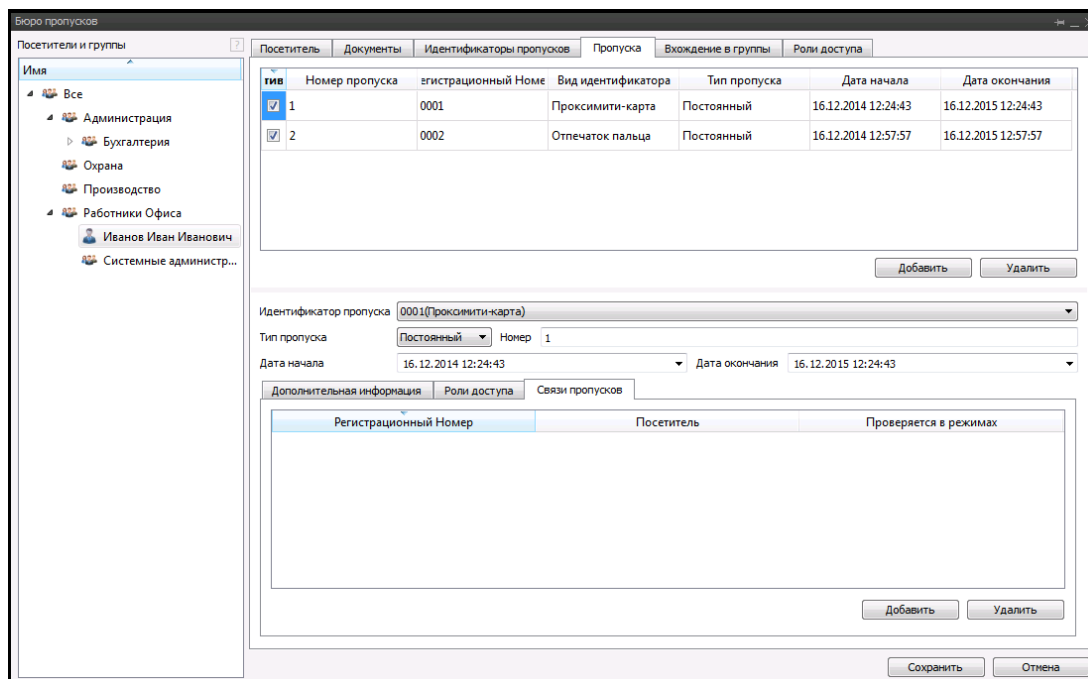 Бюро пропусков
Посетители и группы ?
Имя
Все
Администрация
Бухгалтерия
Охрана
Производство
Работники Офиса
Иванов Иван Иванович
Системные администр...
Посетитель Документы Идентификаторы пропусков Пропуска Вхождение в группы Роли доступа
тив Номер пропуска егистрационный Номе Вид идентификатора Тип пропуска Дата начала Дата окончания
1 0001 Проксимити-карта Постоянный 16.12.2014 12:24:43 16.12.2015 12:24:43
2 0002 Отпечаток пальца Постоянный 16.12.2014 12:57:57 16.12.2015 12:57:57
Добавить Удалить
Идентификатор пропуска 0001(Проксимити-карта)
Тип пропуска Постоянный Номер 1
Дата начала 16.12.2014 12:24:43 Дата окончания 16.12.2015 12:24:43
Дополнительная информация Роли доступа Связи пропусков
Регистрационный Номер Посетитель Проверяется в режимах
Добавить Удалить
Сохранить Отмена